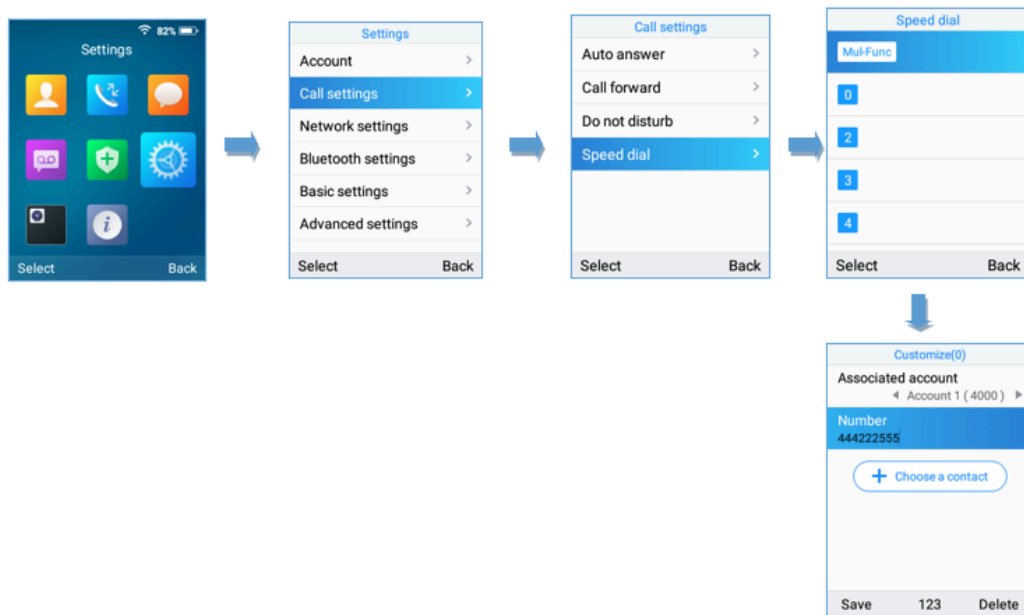 82%
Settings
Select Back
Settings
Account
Call settings
Network settings
Bluetooth settings
Basic settings
Advanced settings
Select Back
Call settings
Auto answer
Call forward
Do not disturb
Speed dial
Select Back
Speed dial
Mul-Func
0
2
3
4
Select Back
Customize(0)
Associated account
Account 1 ( 4000 )
Number
444222555
+ Choose a contact
Save 123 Delete